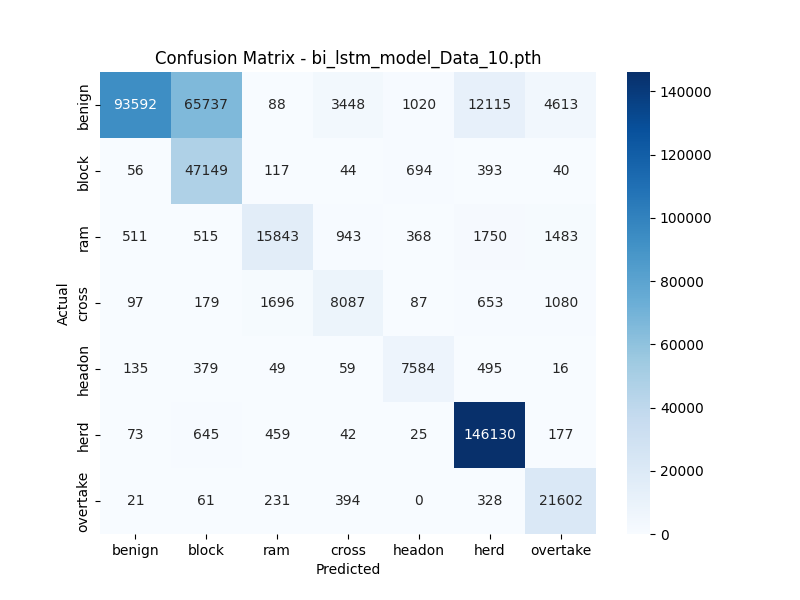 Confusion Matrix - bi_lstm_model_Data_10.pth
benign 93592 65737 88 3448 1020 12115 4613
block 56 47149 117 44 694 393 40
ram 511 515 15843 943 368 1750 1483
cross 97 179 1696 8087 87 653 1080
headon 135 379 49 59 7584 495 16
herd 73 645 459 42 25 146130 177
overtake 21 61 231 394 0 328 21602
Actual
benign block ram cross headon herd overtake
Predicted
140000
120000
100000
80000
60000
40000
20000
0